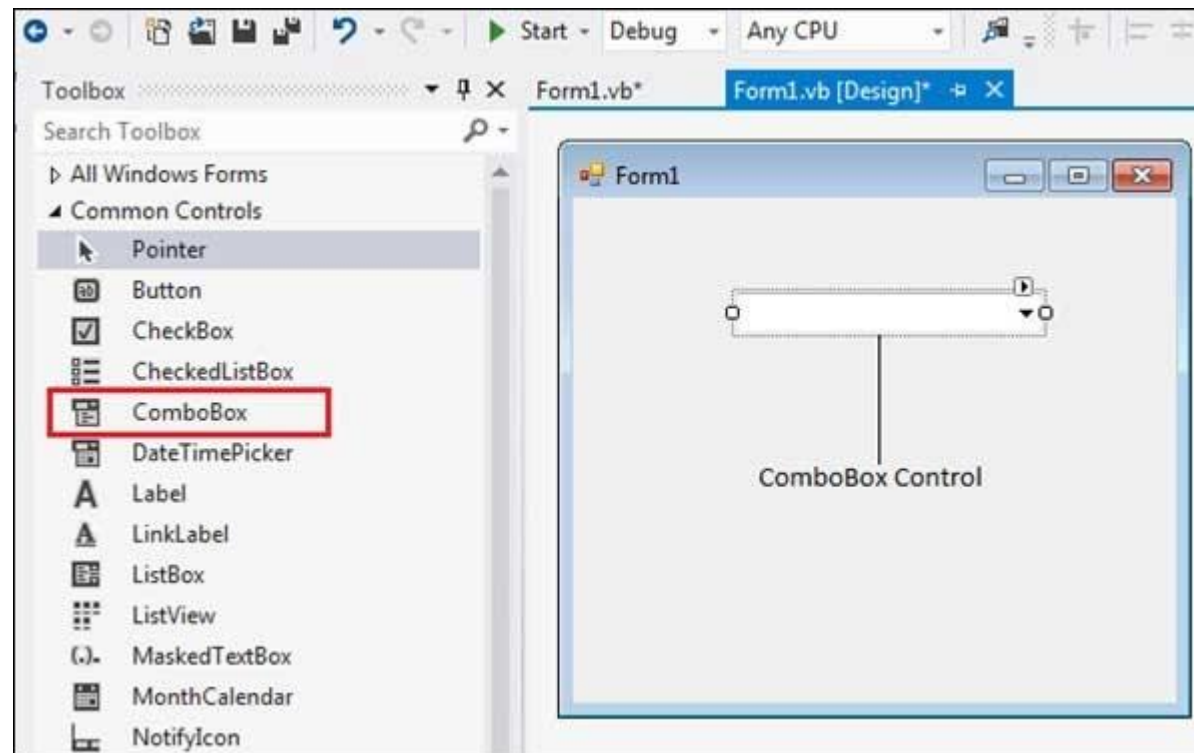 Start Debug Any CPU
Toolbox
Search Toolbox
All Windows Forms
Common Controls
Pointer
Button
CheckBox
CheckedListBox
ComboBox
DateTimePicker
Label
LinkLabel
ListBox
ListView
MaskedTextBox
MonthCalendar
NotifyIcon
Form1.vb* Form1.vb [Design]*
Form1
ComboBox Control